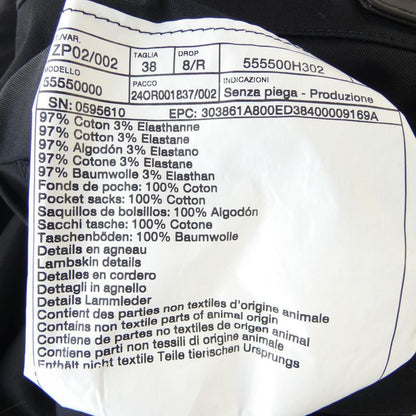 /VAR. TAGLIA DROP
ZP02/002 38 8/R 555500H302
MODELLO PACCO INDICAZIONI
55550000 24OR001837/002 Senza piega - Produzione
SN: 0595610 EPC: 303861A800ED38400009169A
97% Coton 3% Elasthanne
97% Cotton 3% Elastane
97% Algodón 3% Elastano
97% Cotone 3% Elastane
97% Baumwolle 3% Elasthan
Fonds de poche: 100% Coton
Pocket sacks: 100% Cotton
Saquillos de bolsillos: 100% Algodón
Sacchi tasche: 100% Cotone
Taschenböden: 100% Baumwolle
Details en agneau
Lambskin details
Detalles en cordero
Dettagli in agnello
Details Lammleder
Contient des parties non textiles d'origine animale
Contains non textile parts of animal origin
Contiene de partes no textiles de origen animal
Contiene parti non tessili di origine animale
Enthält nicht textile Teile tierischen Ursprungs